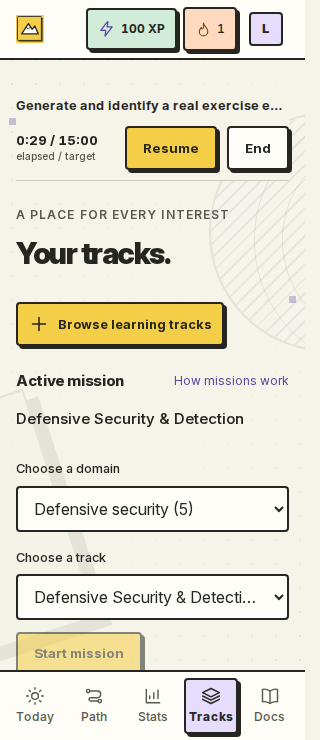 100 XP
1
L
Generate and identify a real exercise e...
0:29 / 15:00
elapsed / target
Resume
End
A PLACE FOR EVERY INTEREST
Your tracks.
Browse learning tracks
Active mission
How missions work
Defensive Security & Detection
Choose a domain
Defensive security (5)
Choose a track
Defensive Security & Detecti...
Start mission
Today
Path
Stats
Tracks
Docs